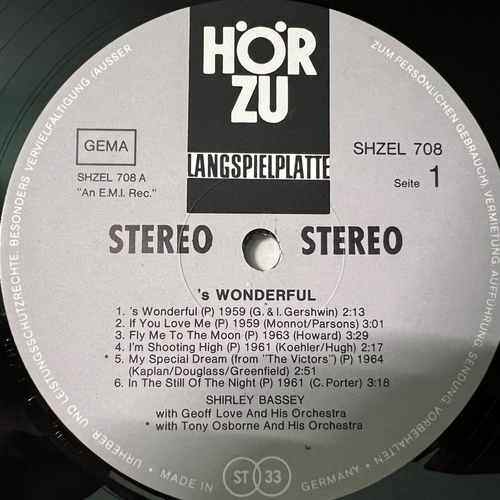 HÖR
ZU
LANGSPIELPLATTE
GEMA
SHZEL 708 A
"An E.M.I. Rec."
SHZEL 708
Seite 1
STEREO STEREO
's WONDERFUL
1. 's Wonderful (P) 1959 (G. & I. Gershwin) 2:13
2. If You Love Me (P) 1959 (Monnot/Parsons) 3:01
3. Fly Me To The Moon (P) 1963 (Howard) 3:29
4. I'm Shooting High (P) 1961 (Koehler/Hugh) 2:17
* 5. My Special Dream (from "The Victors") (P) 1964
(Kaplan/Douglass/Greenfield) 2:51
6. In The Still Of The Night (P) 1961 (C. Porter) 3:18
SHIRLEY BASSEY
with Geoff Love And His Orchestra
* with Tony Osborne And His Orchestra
• MADE IN ST 33 GERMANY •
URHEBER UND LEISTUNGSSCHUTZRECHTE. BESONDERS VERVIELFÄLTIGUNG (AUSSER
ZUM PERSÖNLICHEN GEBRAUCH), VERMIETUNG, AUFFÜHRUNG, SENDUNG VORBEHALTEN